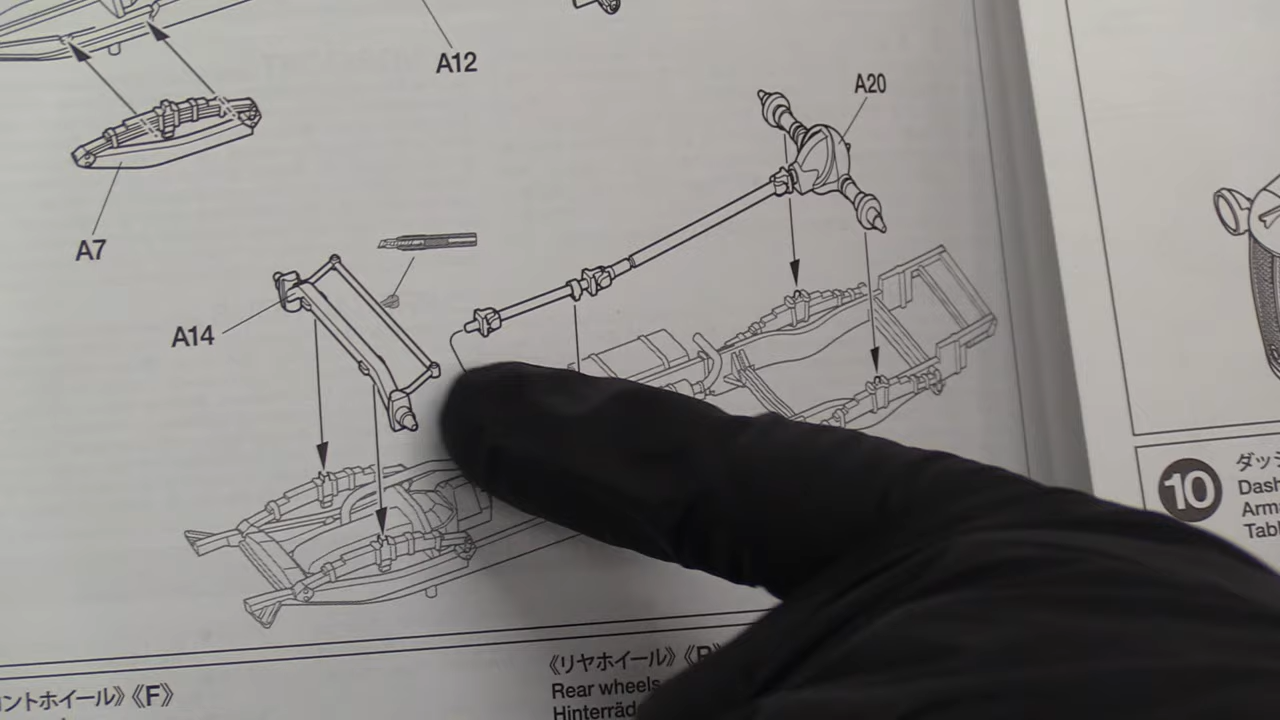 A12
A20
A7
A14
10
ダッシ
Dash
Arm
Tab
ントホイール》《F》
《リヤホイール》《R》
Rear wheels
Hinterräd